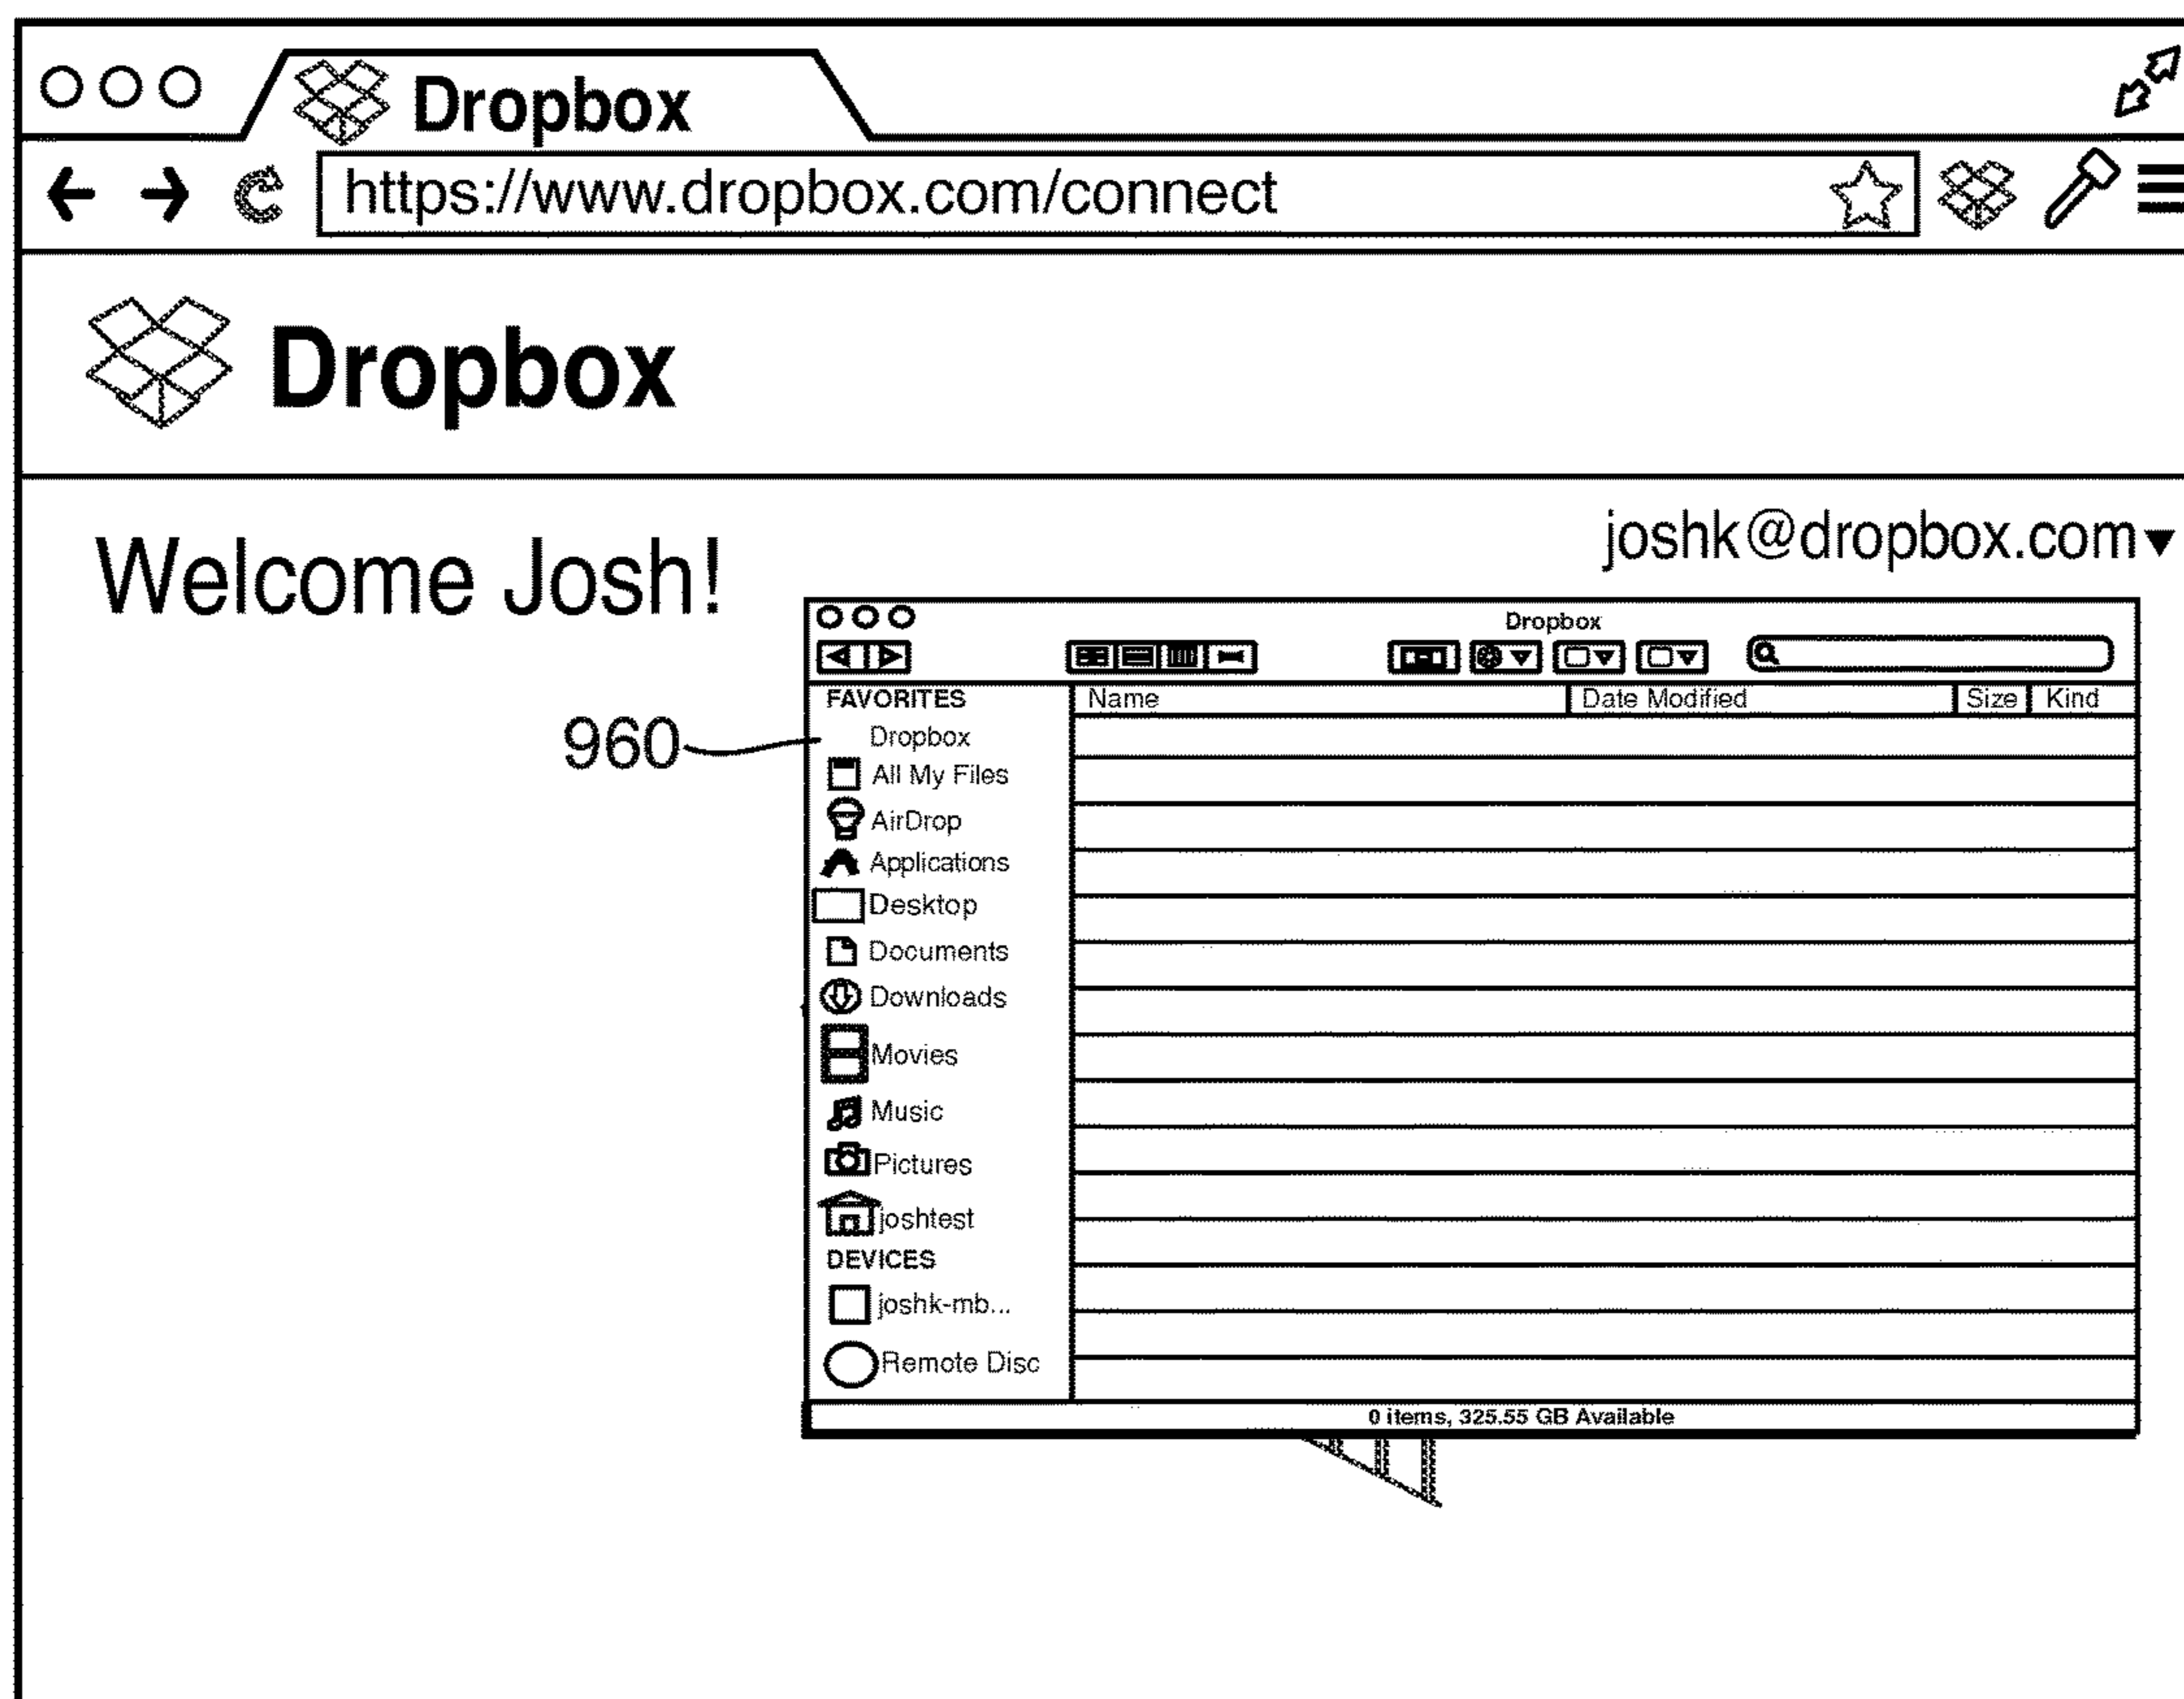 Dropbox
https://www.dropbox.com/connect
Dropbox
joshk@dropbox.com
Welcome Josh!
Dropbox
FAVORITES
Name Date Modified Size Kind
960
Dropbox
All My Files
AirDrop
Applications
Desktop
Documents
Downloads
Movies
Music
Pictures
joshtest
DEVICES
joshk-mb...
Remote Disc
0 items, 325.55 GB Available